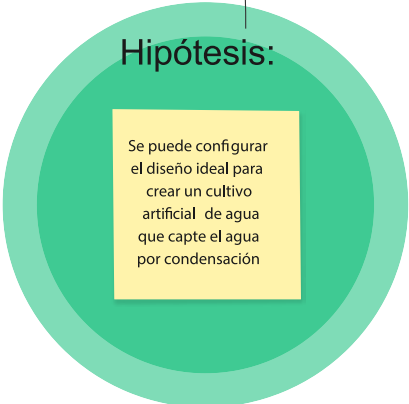 Hipótesis:
Se puede configurar
el diseño ideal para
crear un cultivo
artificial de agua
que capte el agua
por condensación